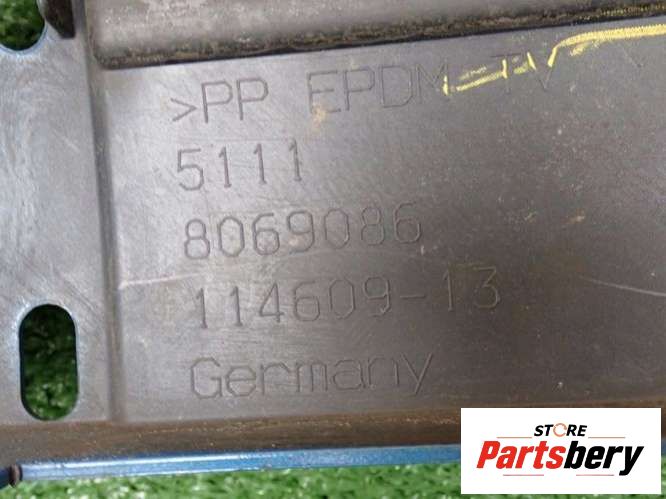 >PP EPDM-TV
5111
8069086
114609-13
Germany
STORE
Partsbery